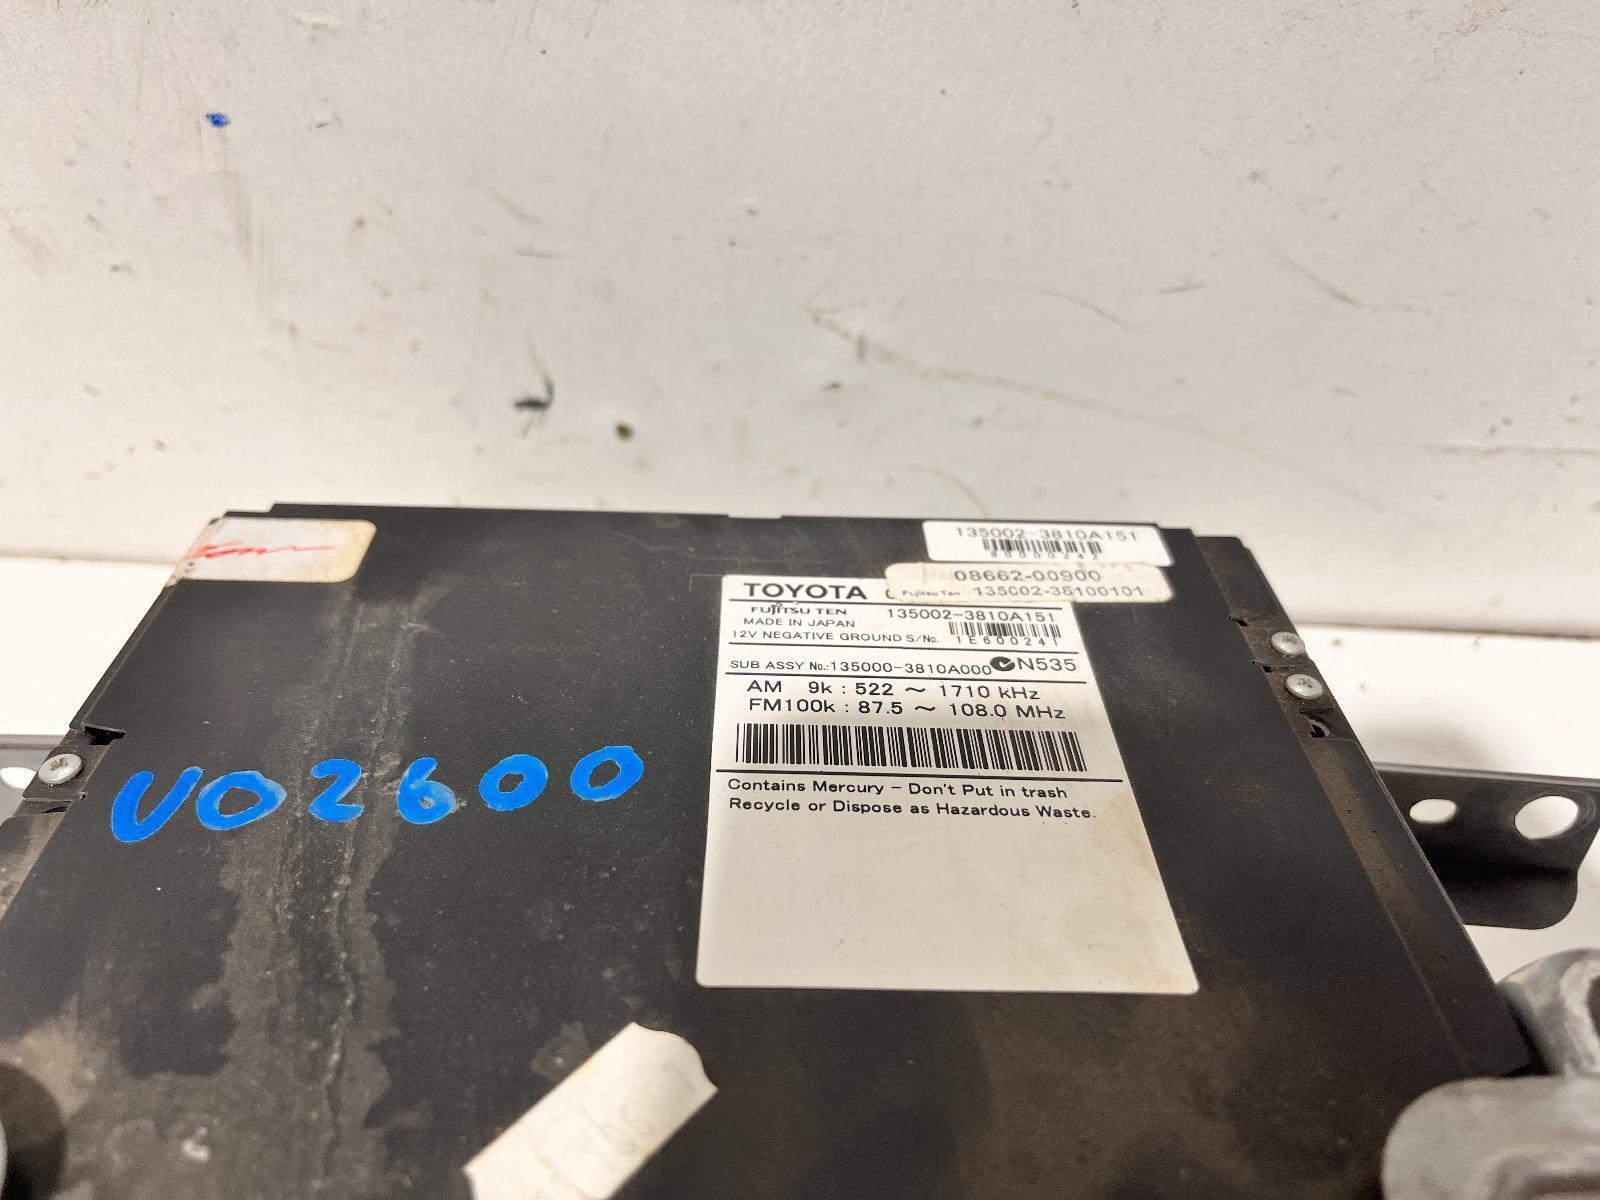 135002-3810A151
80000242
08662-00900
Fujitsu Ten 135002-38100101
TOYOTA
FUJITSU TEN 135002-3810A151
MADE IN JAPAN
12V NEGATIVE GROUND S/No. 1E600241
SUB ASSY No.:135000-3810A000 N535
AM 9k : 522 ～ 1710 kHz
FM100k : 87.5 ～ 108.0 MHz
Contains Mercury - Don't Put in trash
Recycle or Dispose as Hazardous Waste.
VO2600